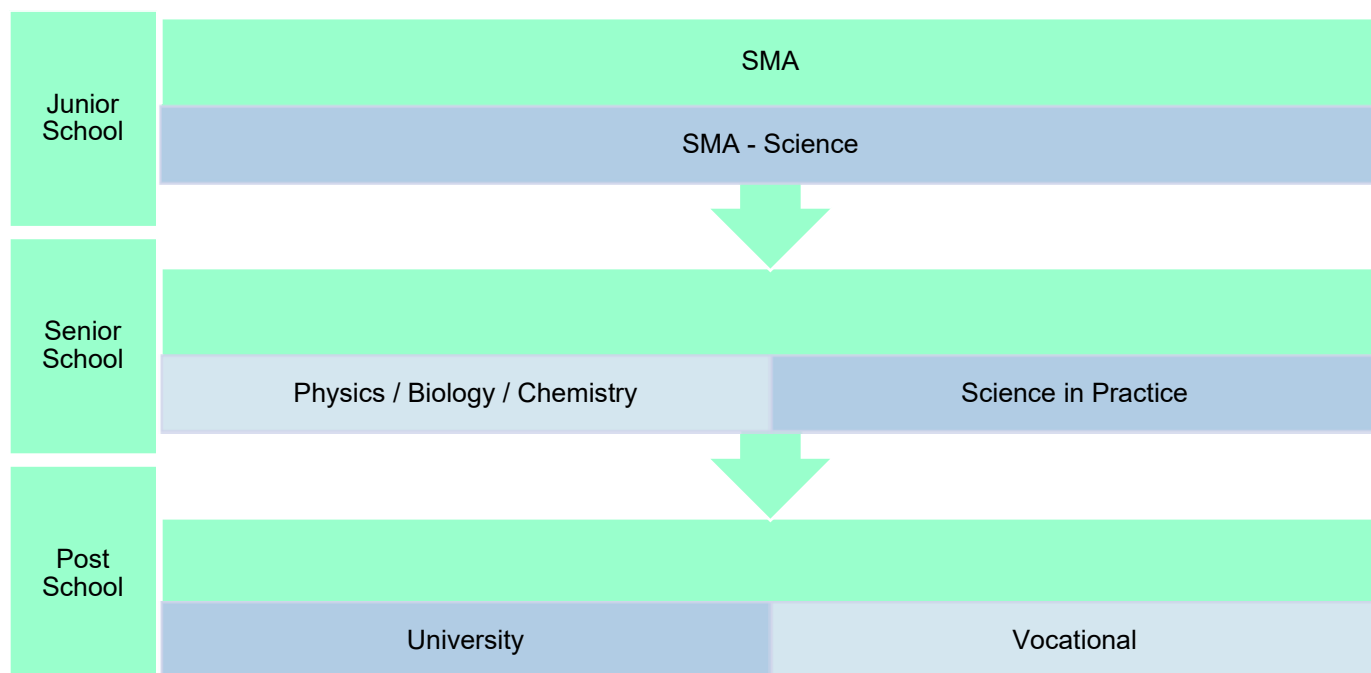 Junior
School
SMA
SMA - Science
Senior
School
Physics / Biology / Chemistry
Science in Practice
Post
School
University
Vocational